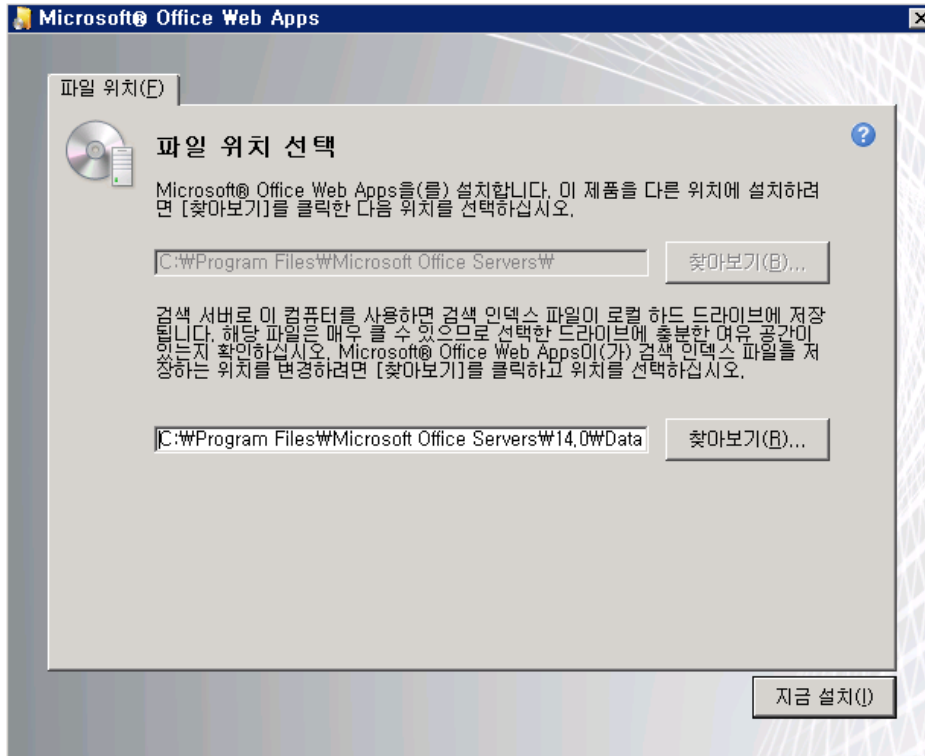 Microsoft® Office Web Apps
파일 위치(F)
파일 위치 선택
Microsoft® Office Web Apps을(를) 설치합니다. 이 제품을 다른 위치에 설치하려
면 [찾아보기]를 클릭한 다음 위치를 선택하십시오.
C:₩Program Files₩Microsoft Office Servers₩
찾아보기(B)...
검색 서버로 이 컴퓨터를 사용하면 검색 인덱스 파일이 로컬 하드 드라이브에 저장
됩니다. 해당 파일은 매우 클 수 있으므로 선택한 드라이브에 충분한 여유 공간이
있는지 확인하십시오. Microsoft® Office Web Apps이(가) 검색 인덱스 파일을 저
장하는 위치를 변경하려면 [찾아보기]를 클릭하고 위치를 선택하십시오.
C:₩Program Files₩Microsoft Office Servers₩14.0₩Data
찾아보기(R)...
지금 설치(I)